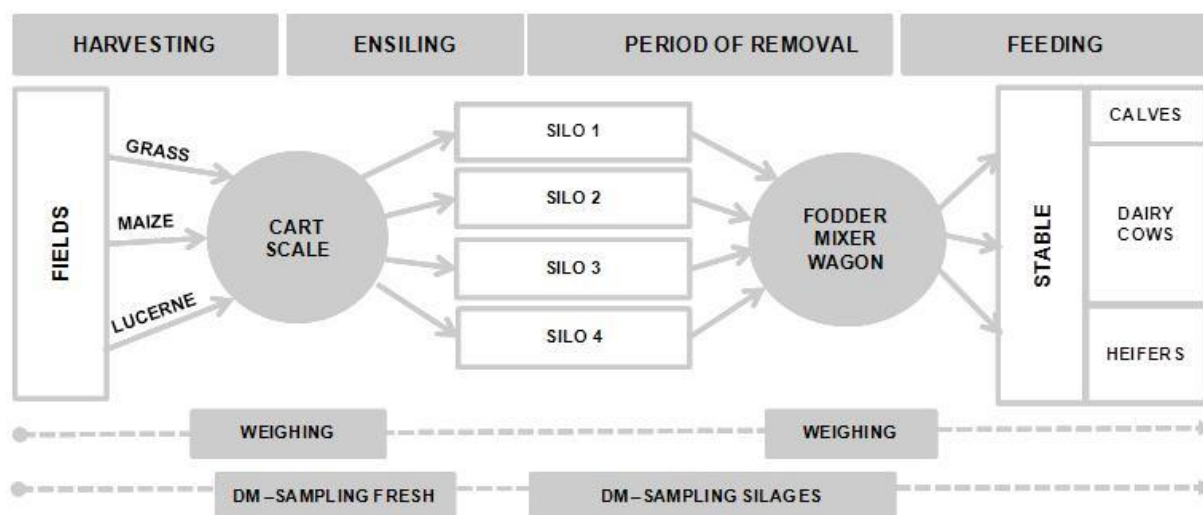 HARVESTING
ENSILING
PERIOD OF REMOVAL
FEEDING
FIELDS
GRASS
MAIZE
LUCERNE
CART
SCALE
SILO 1
SILO 2
SILO 3
SILO 4
FODDER
MIXER
WAGON
STABLE
CALVES
DAIRY
COWS
HEIFERS
WEIGHING
WEIGHING
DM–SAMPLING FRESH
DM–SAMPLING SILAGES